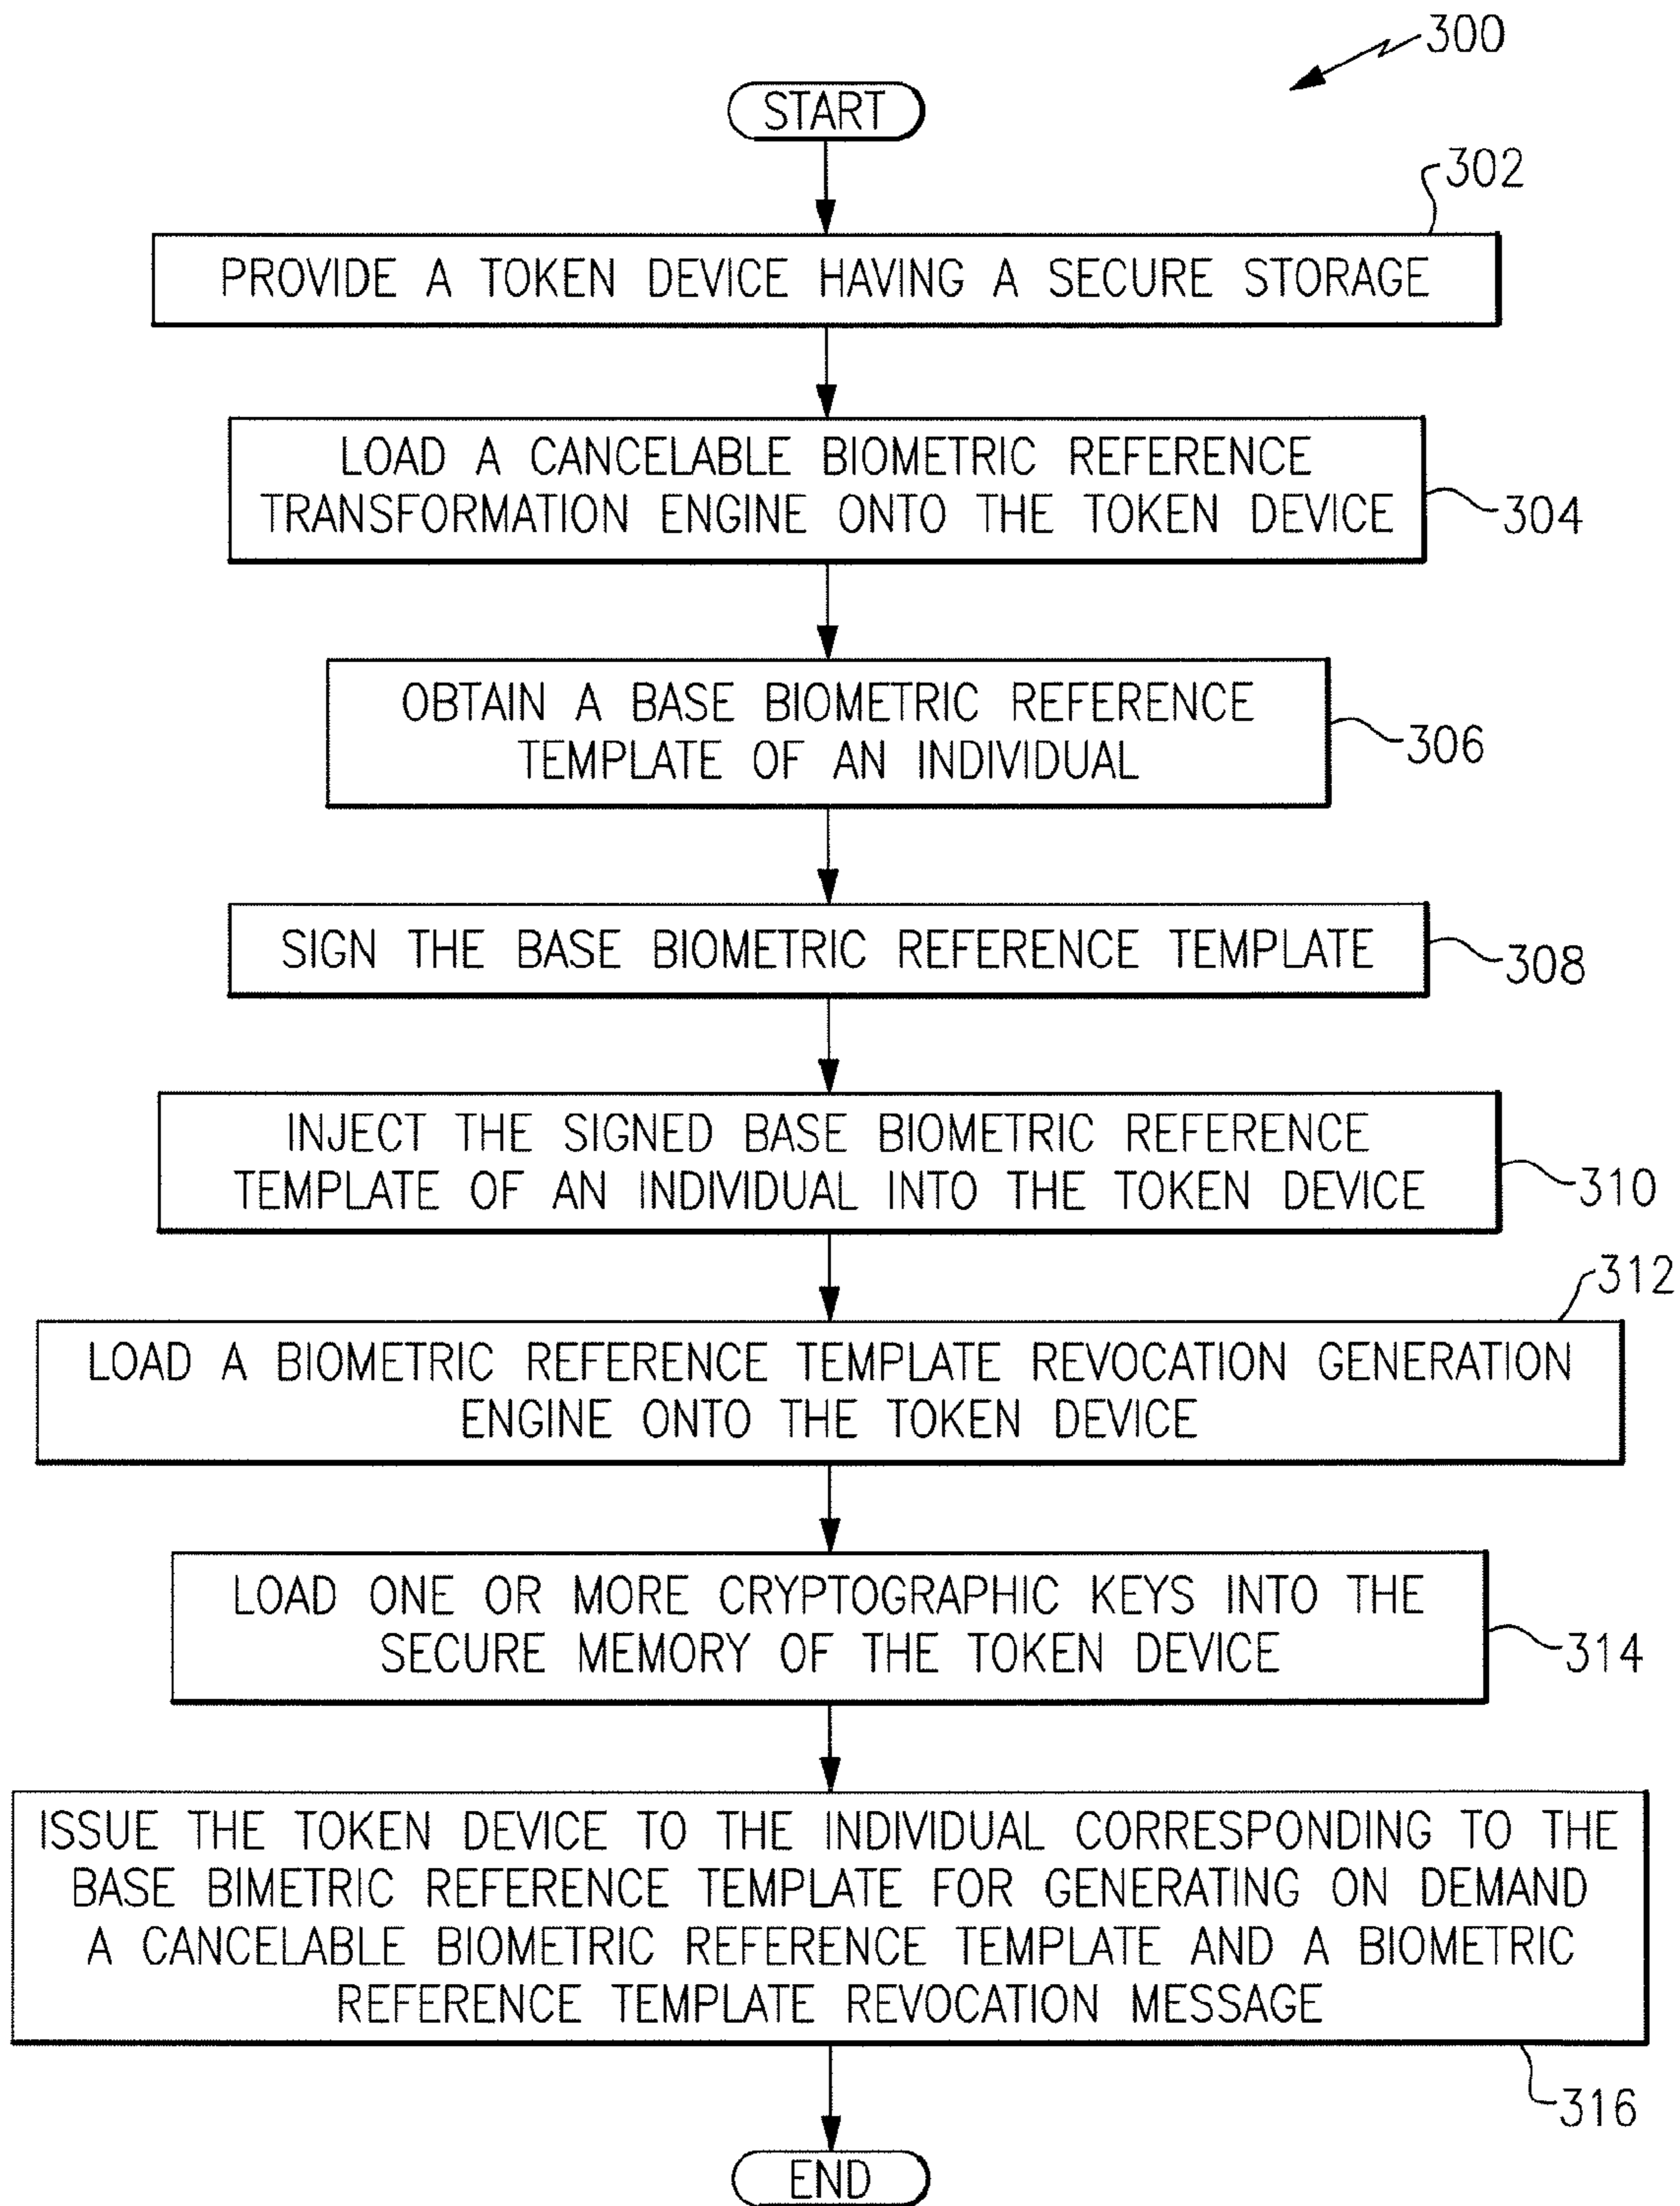 300
START
302
PROVIDE A TOKEN DEVICE HAVING A SECURE STORAGE
LOAD A CANCELABLE BIOMETRIC REFERENCE
TRANSFORMATION ENGINE ONTO THE TOKEN DEVICE
304
OBTAIN A BASE BIOMETRIC REFERENCE
TEMPLATE OF AN INDIVIDUAL
306
SIGN THE BASE BIOMETRIC REFERENCE TEMPLATE
308
INJECT THE SIGNED BASE BIOMETRIC REFERENCE
TEMPLATE OF AN INDIVIDUAL INTO THE TOKEN DEVICE
310
312
LOAD A BIOMETRIC REFERENCE TEMPLATE REVOCATION GENERATION
ENGINE ONTO THE TOKEN DEVICE
LOAD ONE OR MORE CRYPTOGRAPHIC KEYS INTO THE
SECURE MEMORY OF THE TOKEN DEVICE
314
ISSUE THE TOKEN DEVICE TO THE INDIVIDUAL CORRESPONDING TO THE
BASE BIMETRIC REFERENCE TEMPLATE FOR GENERATING ON DEMAND
A CANCELABLE BIOMETRIC REFERENCE TEMPLATE AND A BIOMETRIC
REFERENCE TEMPLATE REVOCATION MESSAGE
316
END